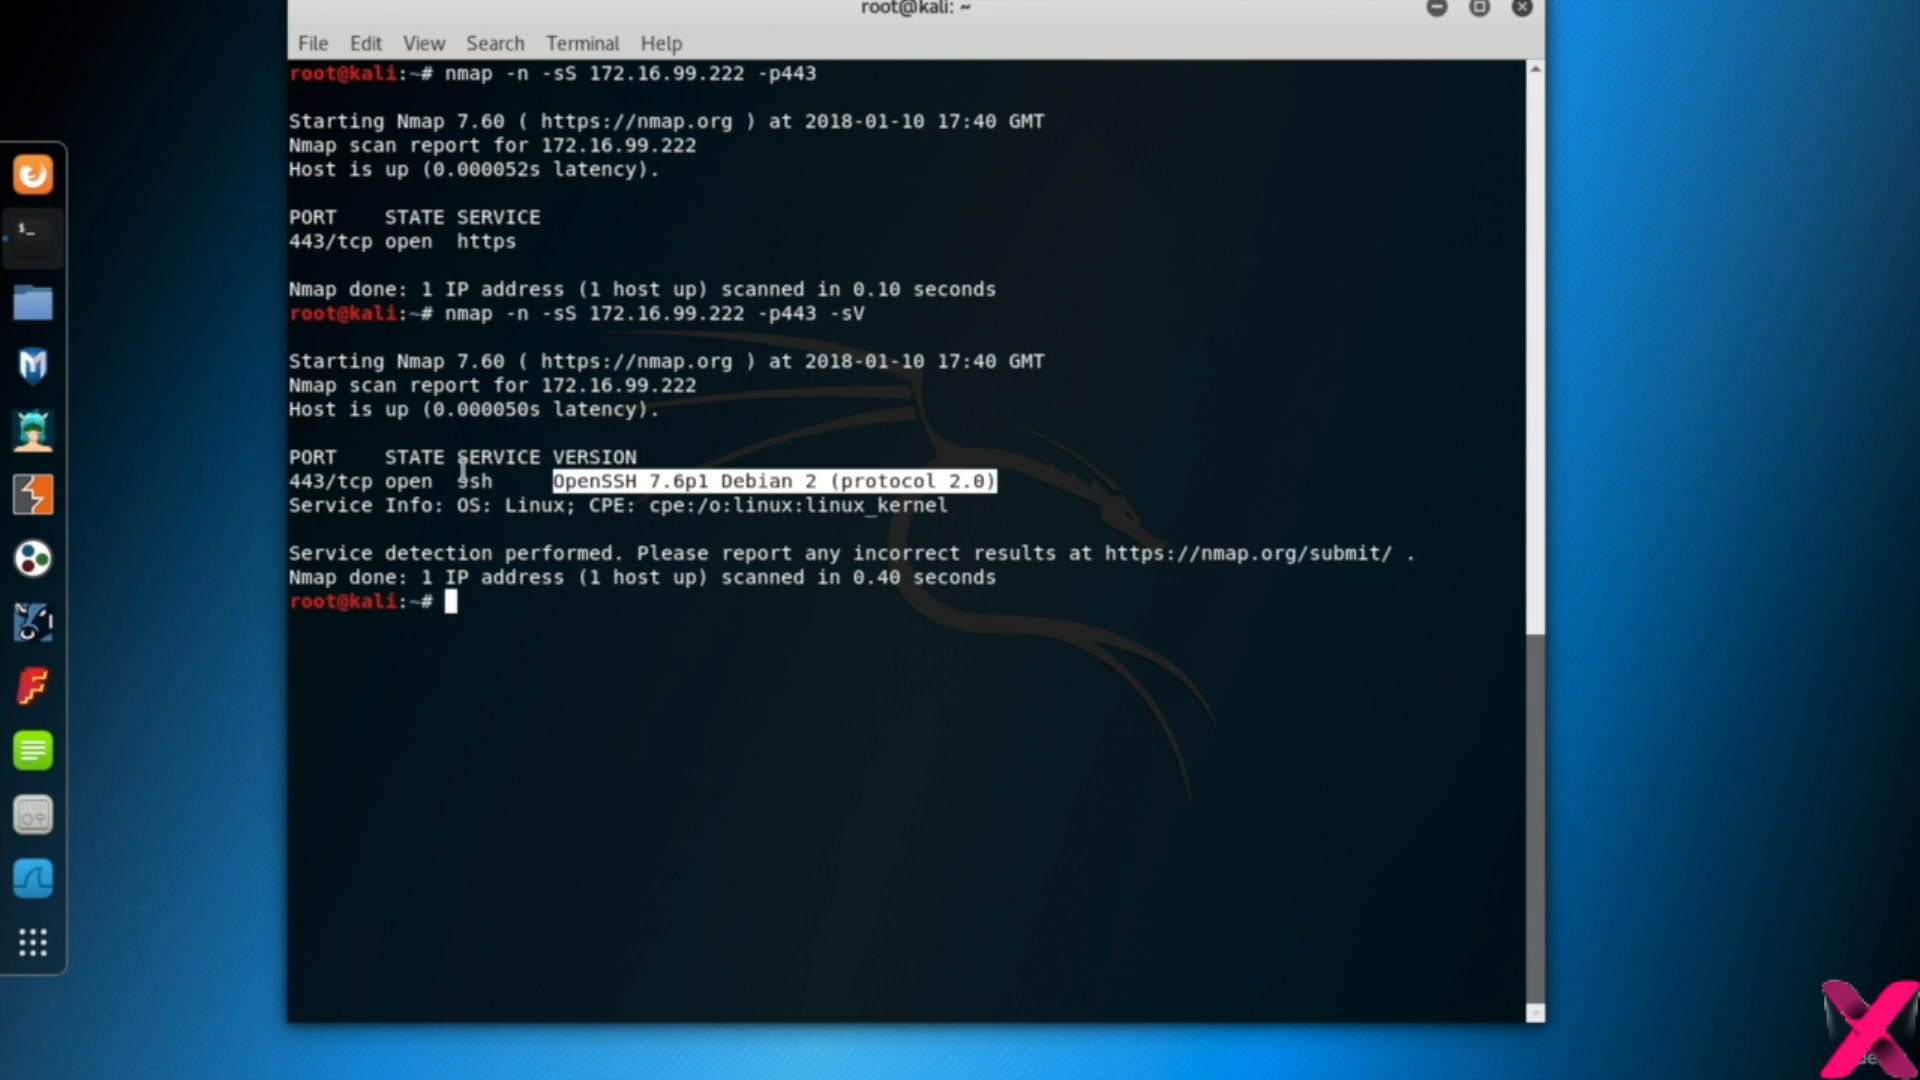 root@kali: ~
File Edit View Search Terminal Help
root@kali:~# nmap -n -sS 172.16.99.222 -p443
Starting Nmap 7.60 ( https://nmap.org ) at 2018-01-10 17:40 GMT
Nmap scan report for 172.16.99.222
Host is up (0.000052s latency).
PORT    STATE SERVICE
443/tcp open  https
Nmap done: 1 IP address (1 host up) scanned in 0.10 seconds
root@kali:~# nmap -n -sS 172.16.99.222 -p443 -sV
Starting Nmap 7.60 ( https://nmap.org ) at 2018-01-10 17:40 GMT
Nmap scan report for 172.16.99.222
Host is up (0.000050s latency).
PORT    STATE SERVICE VERSION
443/tcp open  ssh     OpenSSH 7.6p1 Debian 2 (protocol 2.0)
Service Info: OS: Linux; CPE: cpe:/o:linux:linux_kernel
Service detection performed. Please report any incorrect results at https://nmap.org/submit/ .
Nmap done: 1 IP address (1 host up) scanned in 0.40 seconds
root@kali:~#